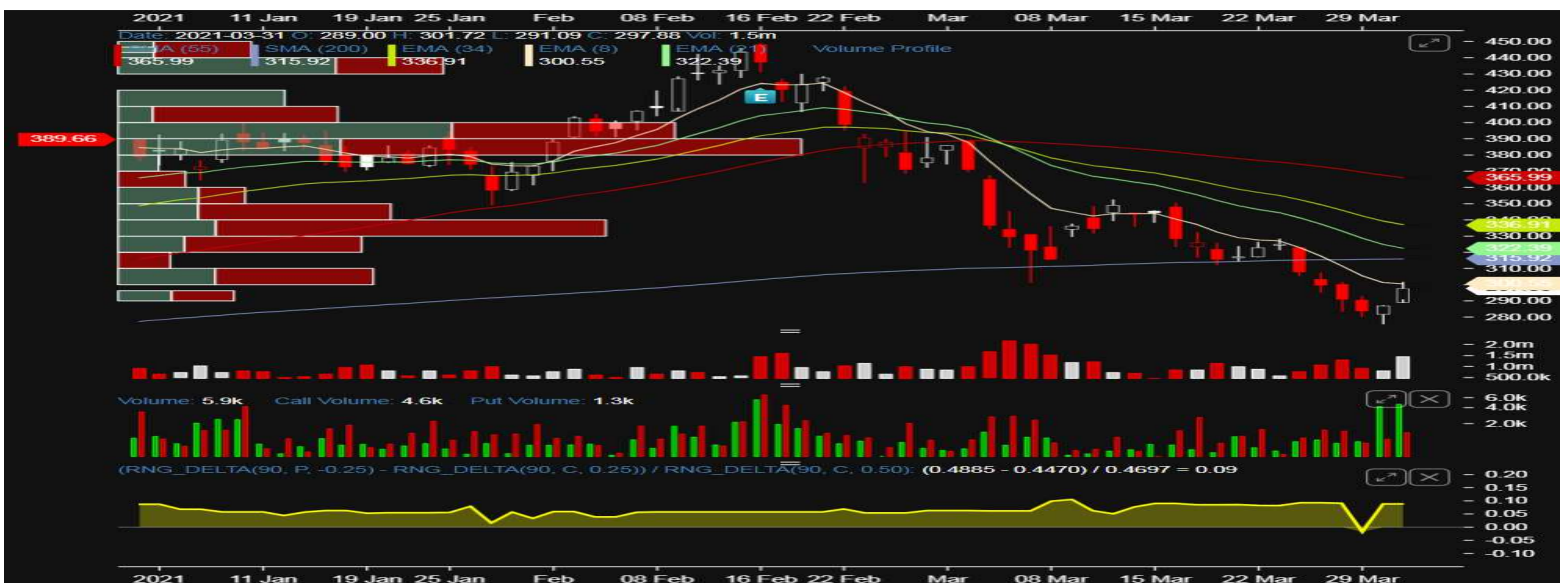 2021 11 Jan 19 Jan 25 Jan Feb 08 Feb 16 Feb 22 Feb Mar 08 Mar 15 Mar 22 Mar 29 Mar
Date: 2021-03-31 O: 289.00 H: 301.72 L: 291.09 C: 297.88 Vol: 1.5m
SMA (55) SMA (200) EMA (34) EMA (8) EMA (21) Volume Profile
365.99 315.92 336.91 300.55 322.39
450.00
440.00
430.00
420.00
410.00
400.00
389.66
390.00
380.00
365.99
360.00
350.00
336.91
330.00
322.39
315.92
310.00
300.55
290.00
280.00
2.0m
1.5m
1.0m
500.0k
Volume: 5.9k Call Volume: 4.6k Put Volume: 1.3k
6.0k
4.0k
2.0k
E
(RNG_DELTA(90, P, -0.25) - RNG_DELTA(90, C, 0.25)) / RNG_DELTA(90, C, 0.50): (0.4885 - 0.4470) / 0.4697 = 0.09
0.20
0.15
0.10
0.05
0.00
-0.05
-0.10
2021 11 Jan 19 Jan 25 Jan Feb 08 Feb 16 Feb 22 Feb Mar 08 Mar 15 Mar 22 Mar 29 Mar